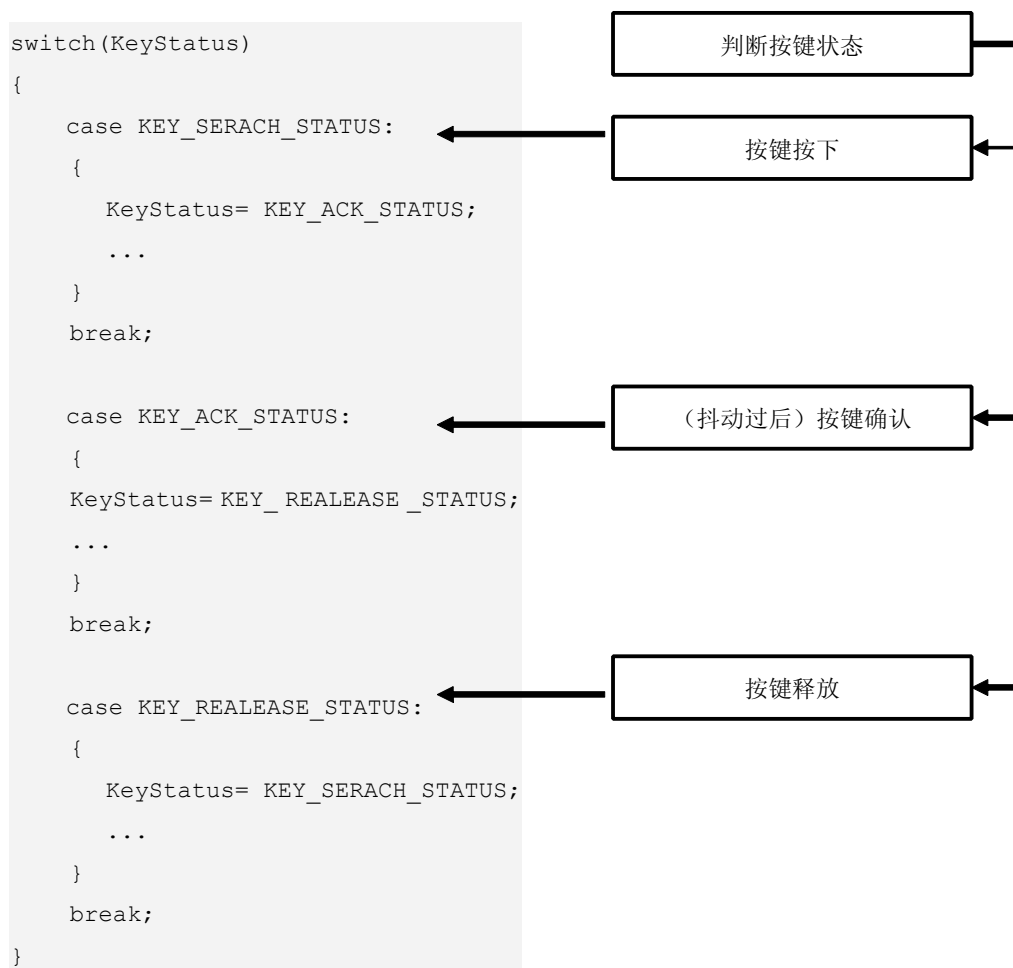 switch(KeyStatus)
判断按键状态
{
case KEY_SERACH_STATUS:
按键按下
{
KeyStatus= KEY_ACK_STATUS;
...
}
break;
case KEY_ACK_STATUS:
（抖动过后）按键确认
{
KeyStatus= KEY_ REALEASE _STATUS;
...
}
break;
case KEY_REALEASE_STATUS:
按键释放
{
KeyStatus= KEY_SERACH_STATUS;
...
}
break;
}